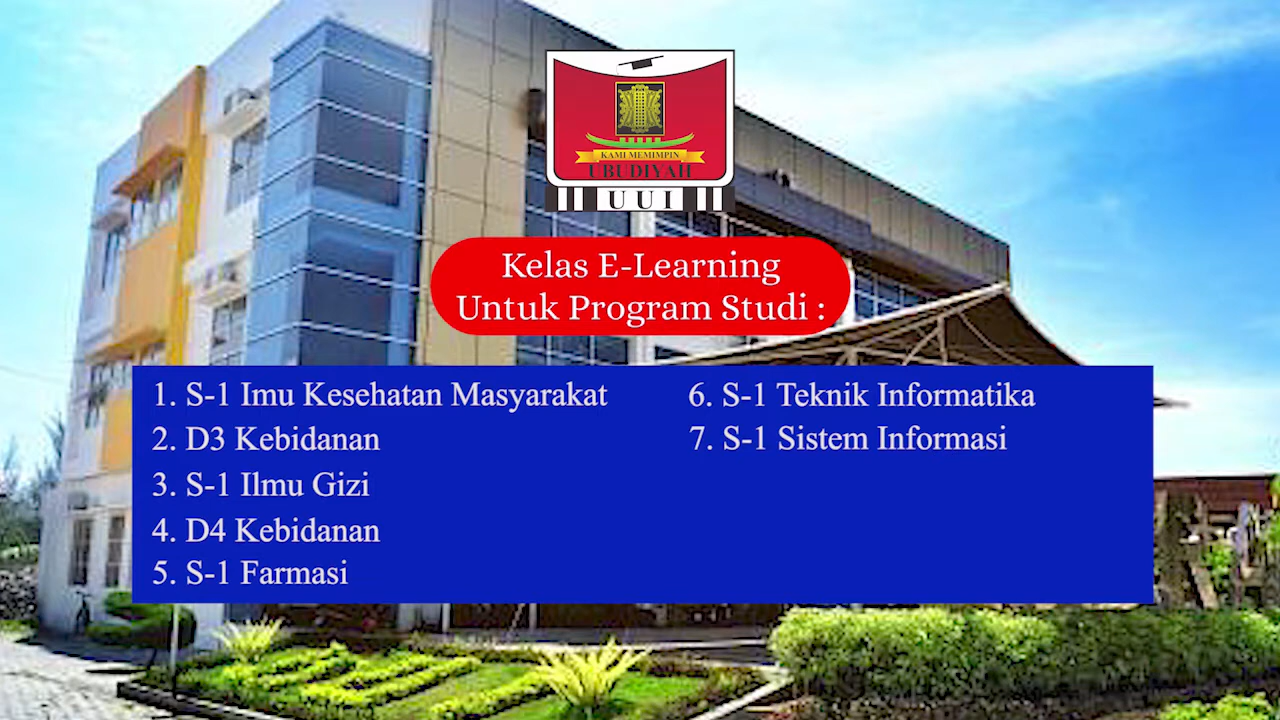 KAMI MEMIMPIN
UBUDIYAH
UUI
Kelas E-Learning
Untuk Program Studi :
1. S-1 Imu Kesehatan Masyarakat
2. D3 Kebidanan
3. S-1 Ilmu Gizi
4. D4 Kebidanan
5. S-1 Farmasi
6. S-1 Teknik Informatika
7. S-1 Sistem Informasi